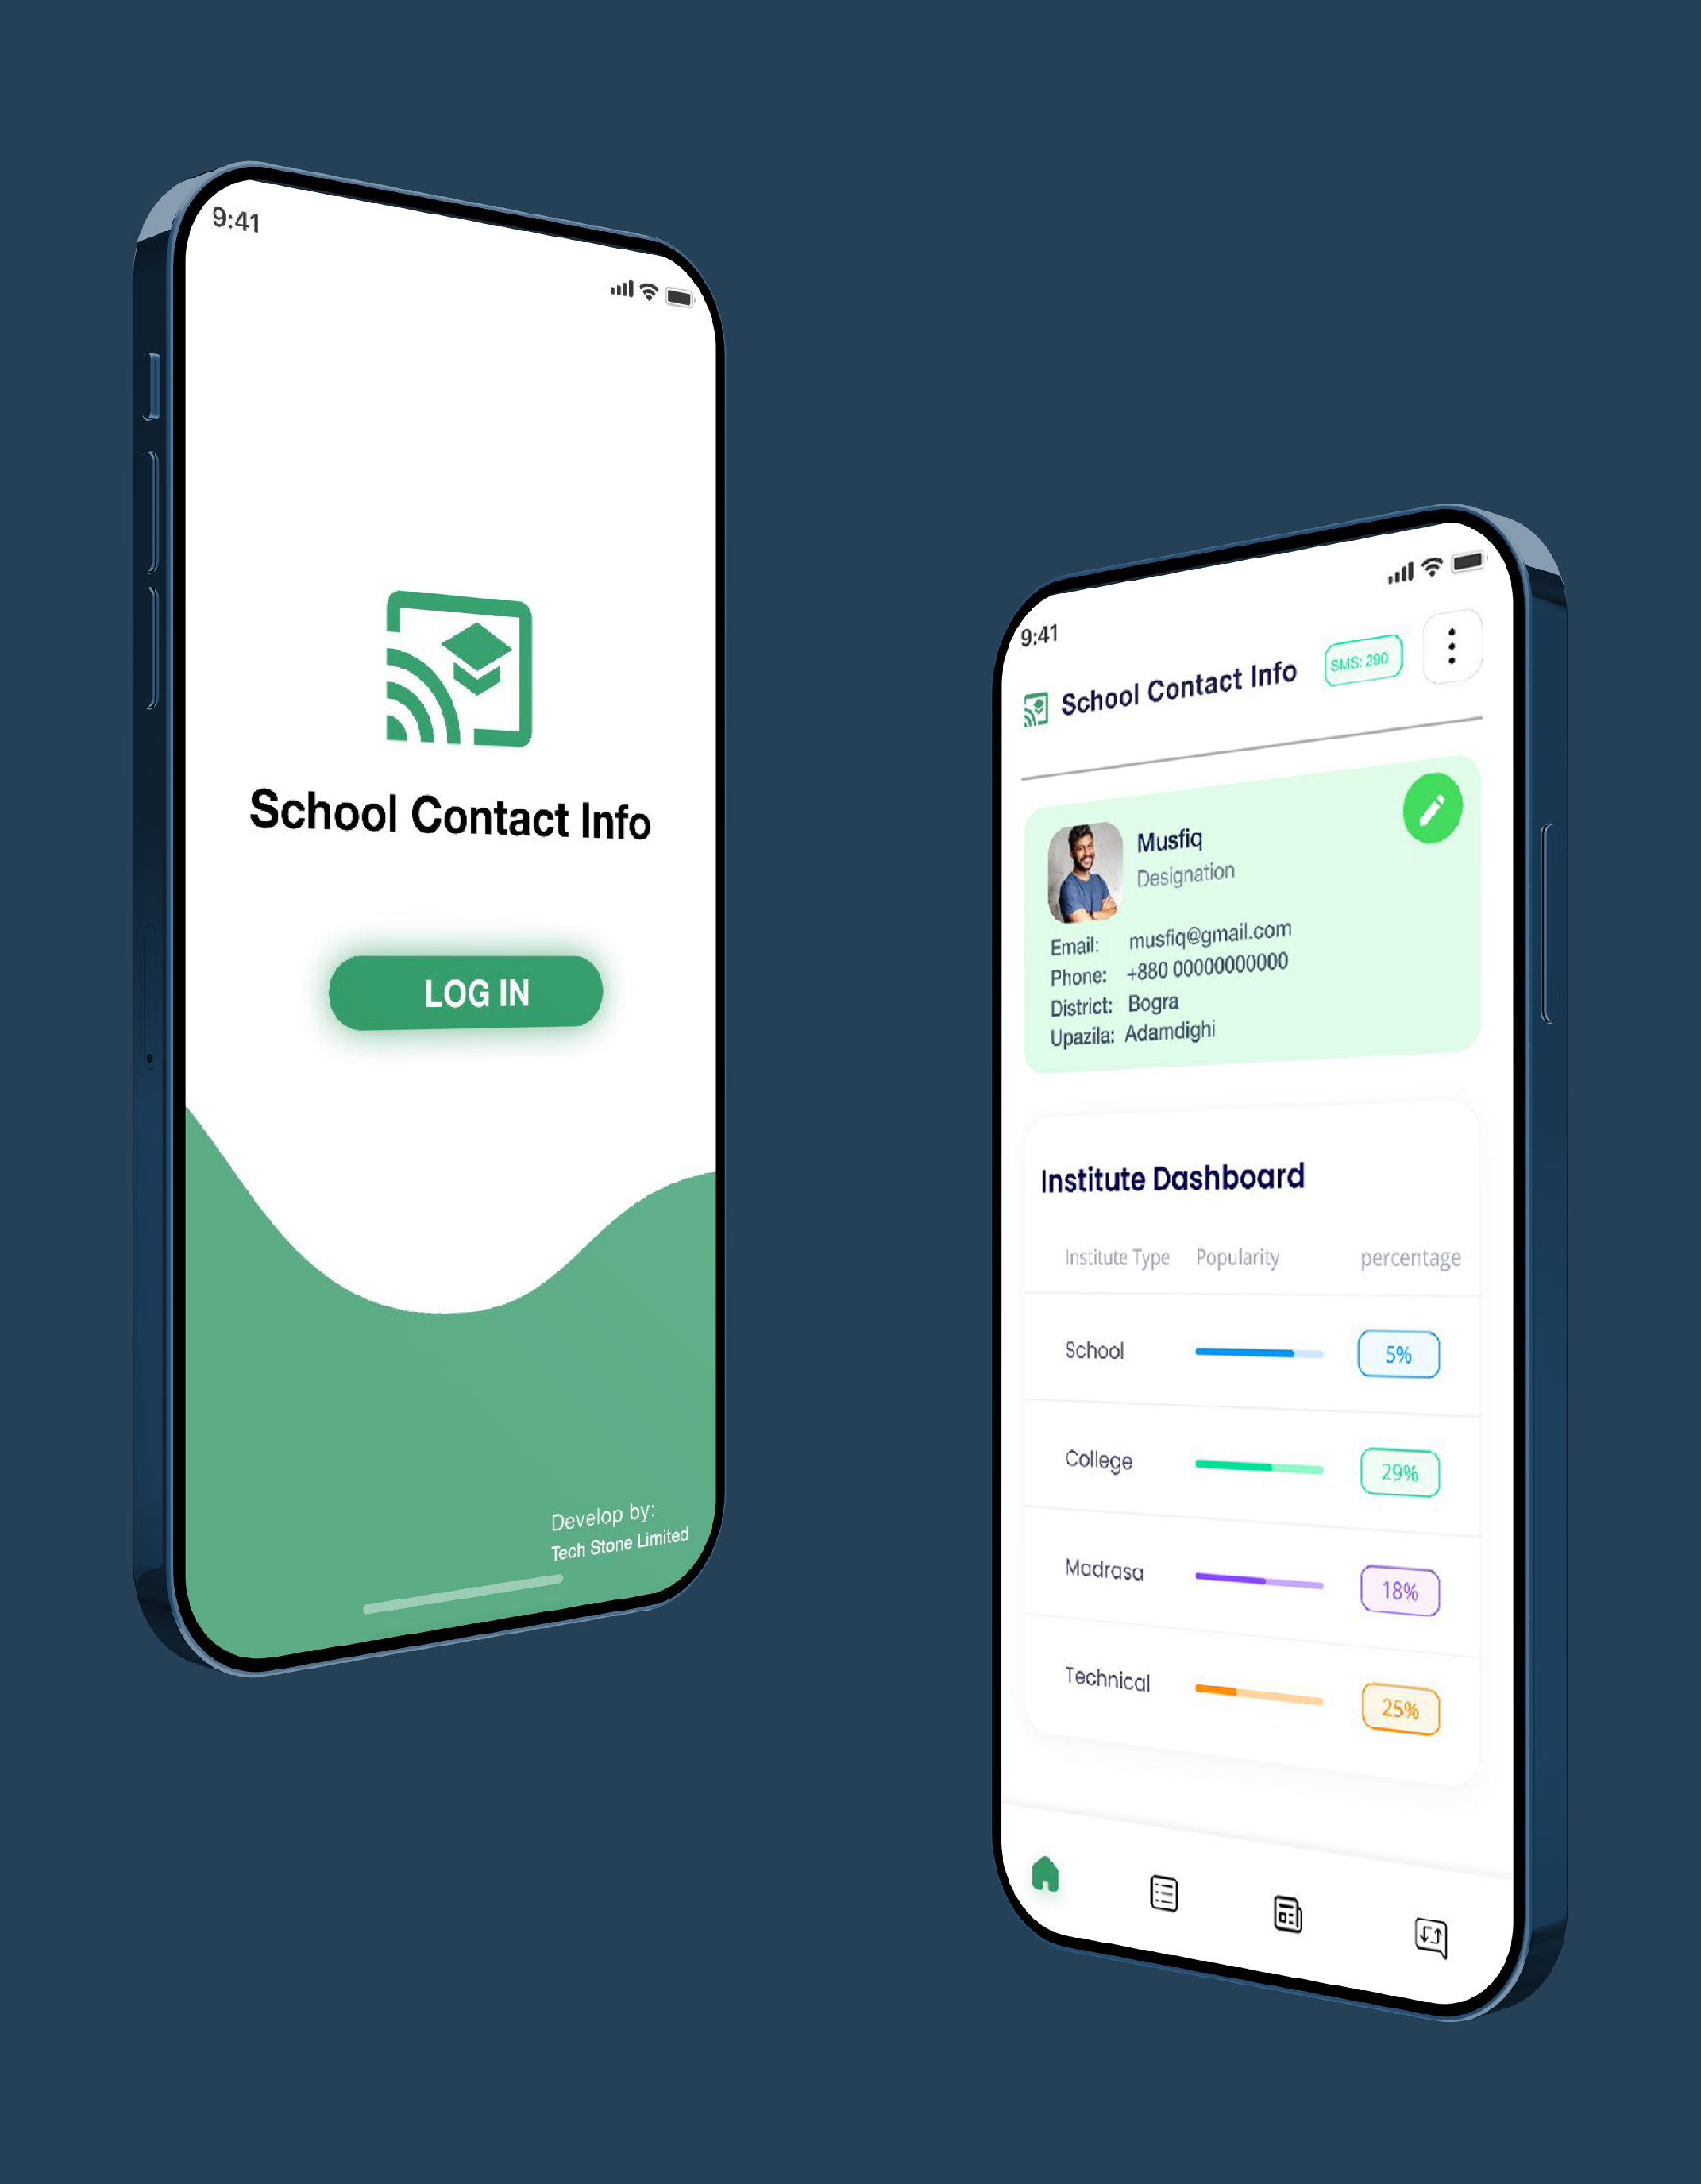 9:41
School Contact Info
LOG IN
Develop by:
Tech Stone Limited
9:41
School Contact Info
SMS: 290
Musfiq
Designation
Email: musfiq@gmail.com
Phone: +880 00000000000
District: Bogra
Upazila: Adamdighi
Institute Dashboard
Institute Type Popularity percentage
School 5%
College 29%
Madrasa 18%
Technical 25%